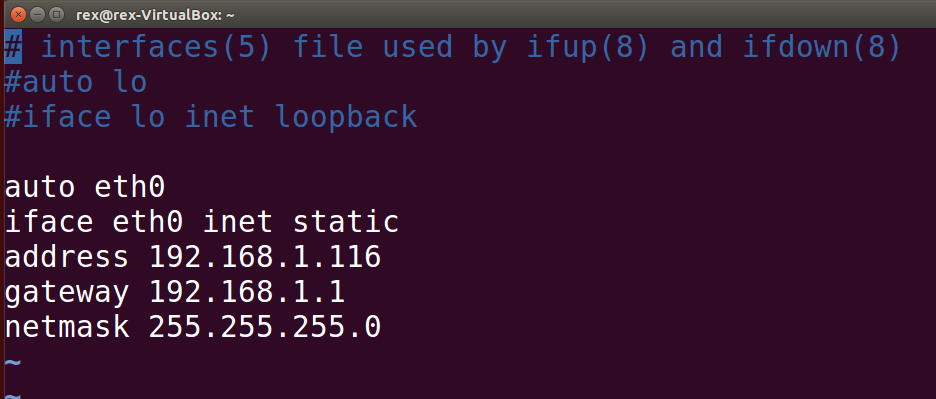 rex@rex-VirtualBox: ~
# interfaces(5) file used by ifup(8) and ifdown(8)
#auto lo
#iface lo inet loopback

auto eth0
iface eth0 inet static
address 192.168.1.116
gateway 192.168.1.1
netmask 255.255.255.0
~
~